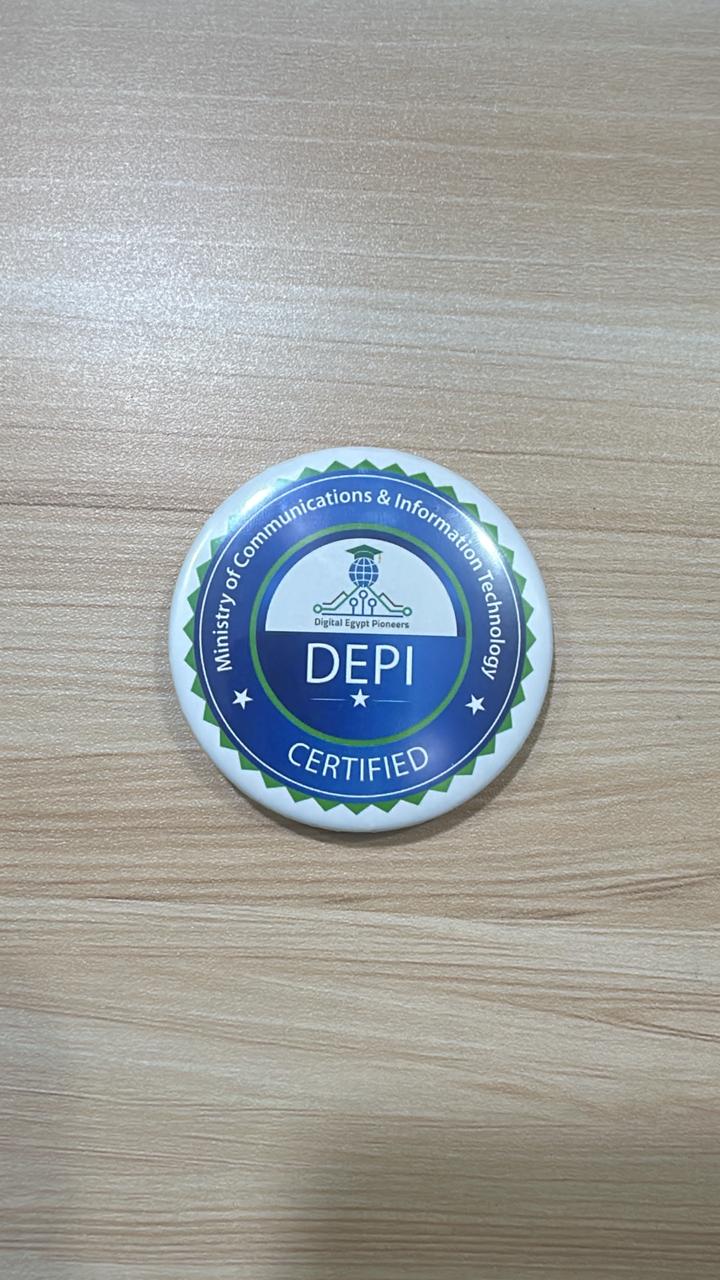 Ministry of Communications & Information Technology
Digital Egypt Pioneers
DEPI
CERTIFIED